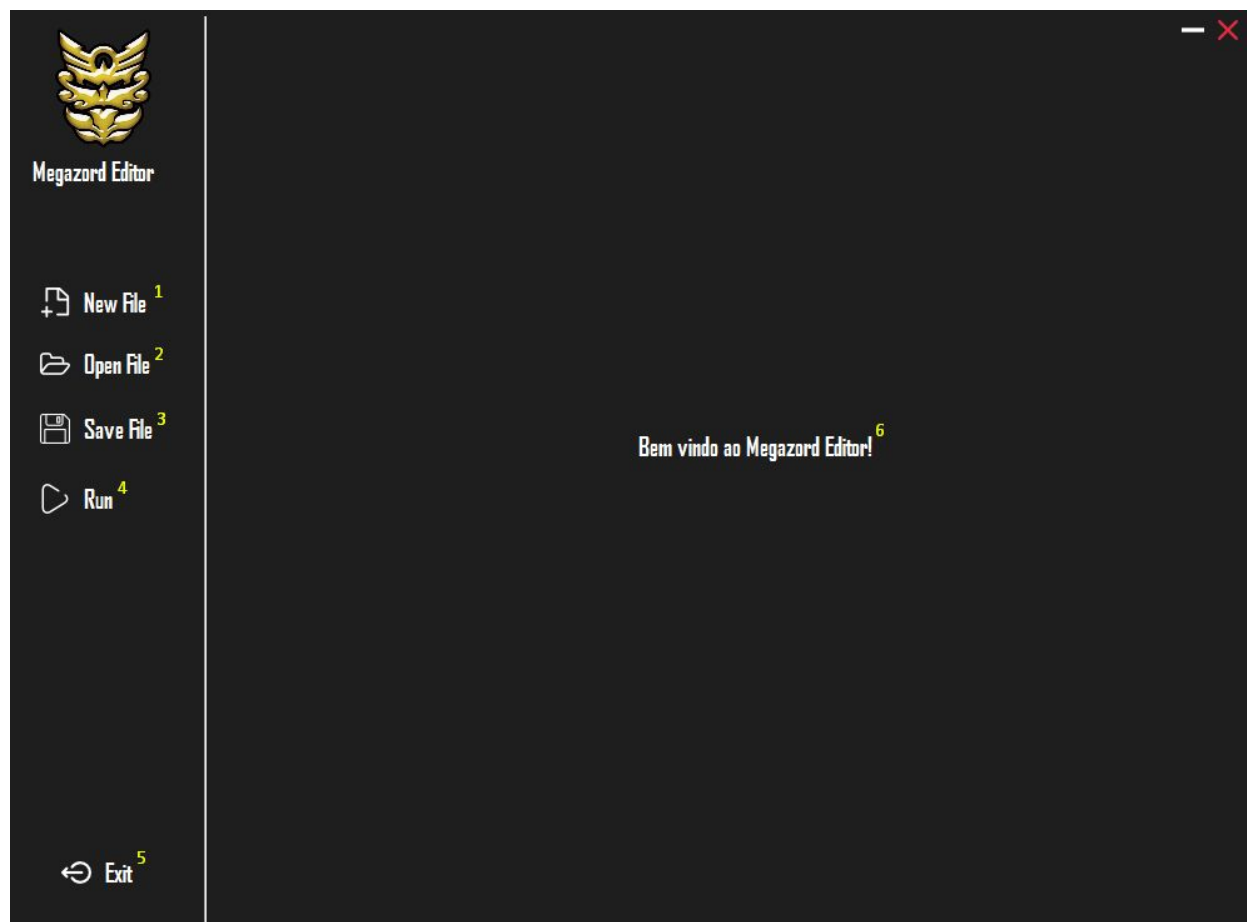 Megazord Editor
New File 1
Open File 2
Save File 3
Run 4
Bem vindo ao Megazord Editor! 6
Exit 5